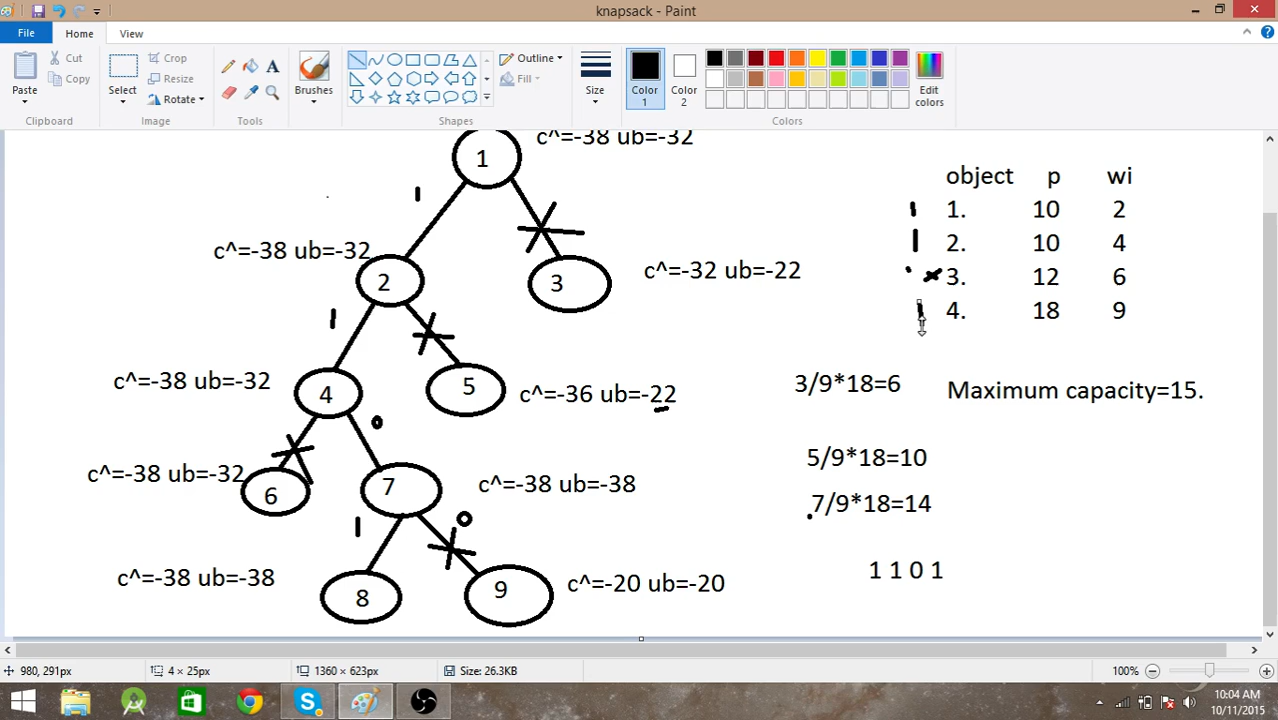 knapsack - Paint
File Home View
Paste Cut Copy
Clipboard
Select Crop Resize Rotate
Image
A
Tools
Brushes
Outline Fill
Shapes
Size
Color 1
Color 2
Edit colors
Colors
1 c^=-38 ub=-32
1
c^=-38 ub=-32 2
3 c^=-32 ub=-22
1
c^=-38 ub=-32 4
5 c^=-36 ub=-22
0
c^=-38 ub=-32 6
7 c^=-38 ub=-38
1 0
c^=-38 ub=-38 8
9 c^=-20 ub=-20
object p wi
1. 10 2
2. 10 4
3. 12 6
4. 18 9
3/9*18=6
Maximum capacity=15.
5/9*18=10
.7/9*18=14
1 1 0 1
980, 291px 4 × 25px 1360 × 623px Size: 26.3KB 100%
10:04 AM
10/11/2015